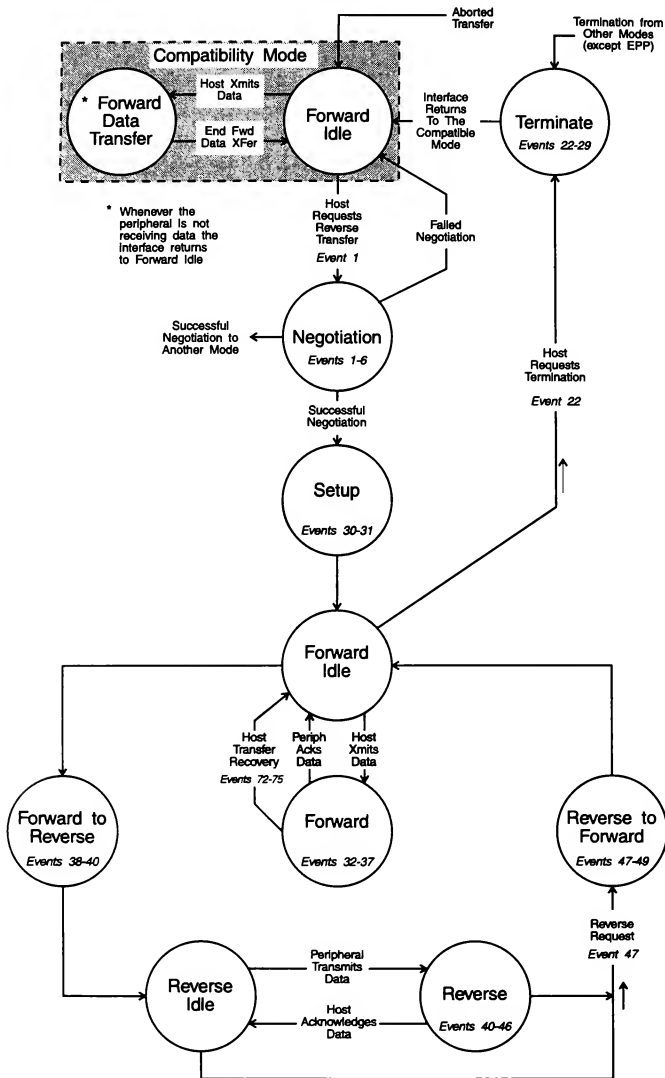 Aborted
Transfer
Termination from
Other Modes
(except EPP)
Compatibility Mode
* Forward
Data
Transfer
Host Xmits
Data
End Fwd
Data XFer
Forward
Idle
Interface
Returns
To The
Compatible
Mode
Terminate
Events 22-29
* Whenever the
peripheral is not
receiving data the
interface returns
to Forward Idle
Host
Requests
Reverse
Transfer
Event 1
Failed
Negotiation
Successful
Negotiation to
Another Mode
Negotiation
Events 1-6
Host
Requests
Termination
Event 22
Successful
Negotiation
Setup
Events 30-31
Forward
Idle
Host
Transfer
Recovery
Events 72-75
Periph
Acks
Data
Host
Xmits
Data
Forward to
Reverse
Events 38-40
Forward
Events 32-37
Reverse to
Forward
Events 47-49
Reverse
Request
Event 47
Reverse
Idle
Peripheral
Transmits
Data
Host
Acknowledges
Data
Reverse
Events 40-46